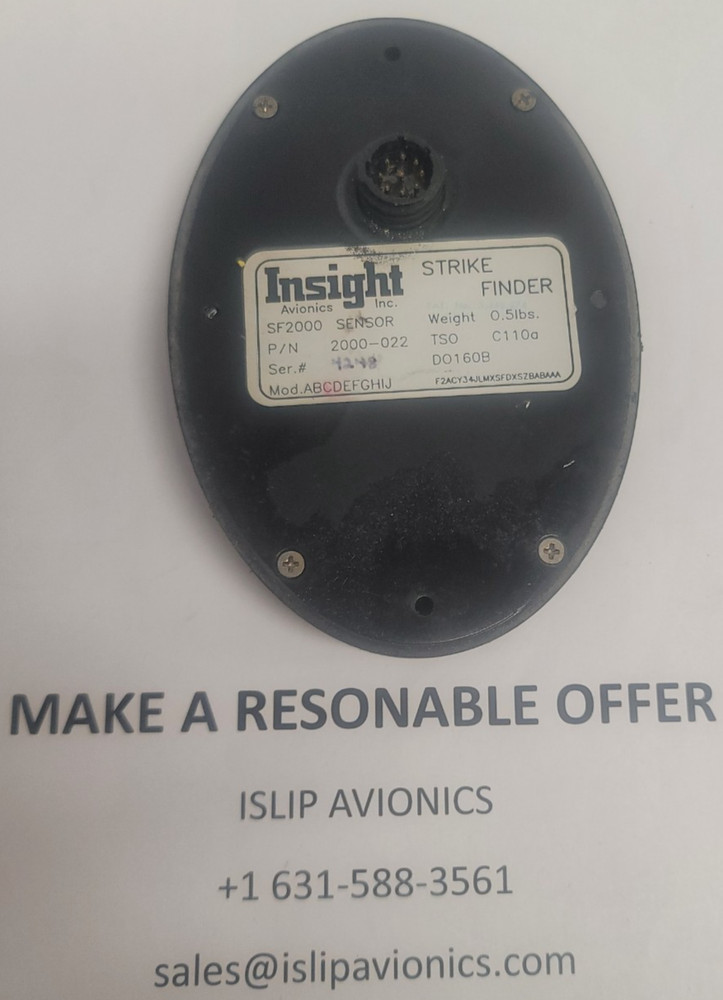 Insight
Avionics Inc.
STRIKE
FINDER
SF2000 SENSOR
P/N 2000-022
Ser.# 4248
Mod.ABCDEFGHIJ
Weight 0.5lbs.
TSO C110a
DO160B
F2ACY34JLMXSFDXSZBABAAA
MAKE A RESONABLE OFFER
ISLIP AVIONICS
+1 631-588-3561
sales@islipavionics.com